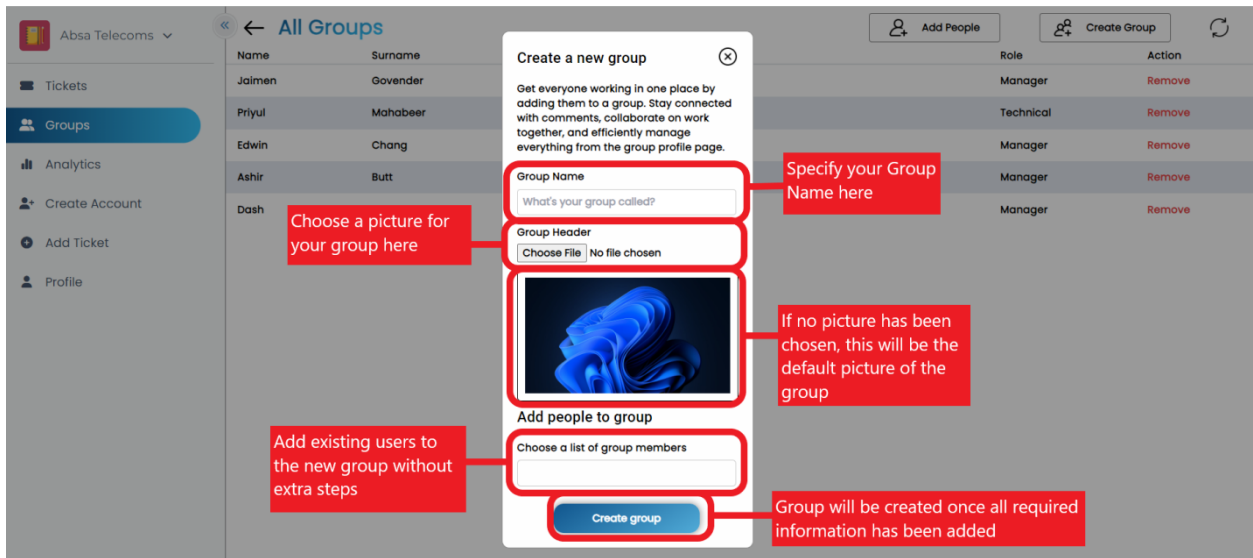 Absa Telecoms
Tickets
Groups
Analytics
Create Account
Add Ticket
Profile
All Groups
Add People
Create Group
Name Surname Role Action
Jaimen Govender Manager Remove
Priyul Mahabeer Technical Remove
Edwin Chang Manager Remove
Ashir Butt Manager Remove
Dash Manager Remove
Create a new group
Get everyone working in one place by
adding them to a group. Stay connected
with comments, collaborate on work
together, and efficiently manage
everything from the group profile page.
Group Name
What's your group called?
Specify your Group
Name here
Group Header
Choose File No file chosen
Choose a picture for
your group here
If no picture has been
chosen, this will be the
default picture of the
group
Add people to group
Choose a list of group members
Add existing users to
the new group without
extra steps
Create group
Group will be created once all required
information has been added